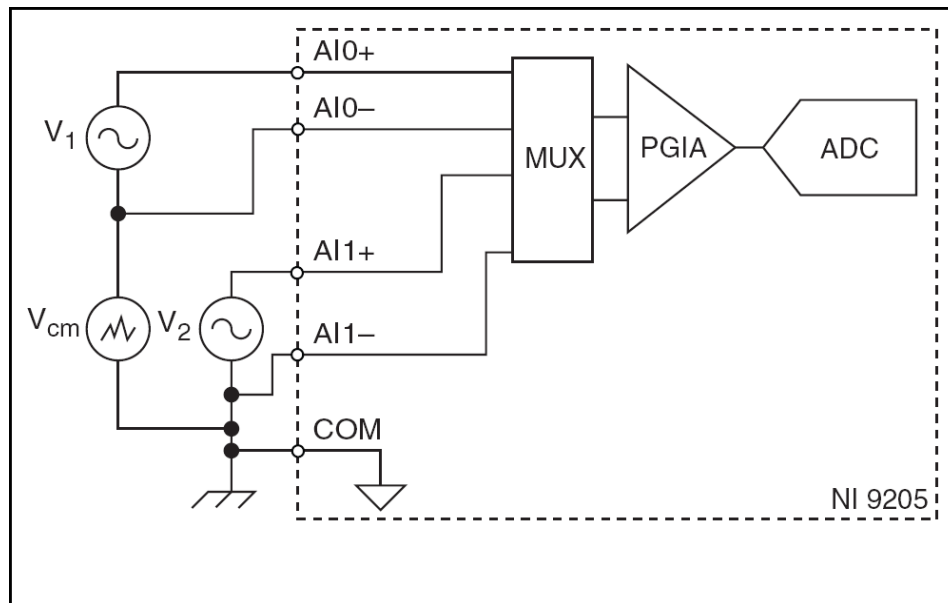 AI0+
AI0–
V1
MUX
PGIA
ADC
AI1+
Vcm
V2
AI1–
COM
NI 9205